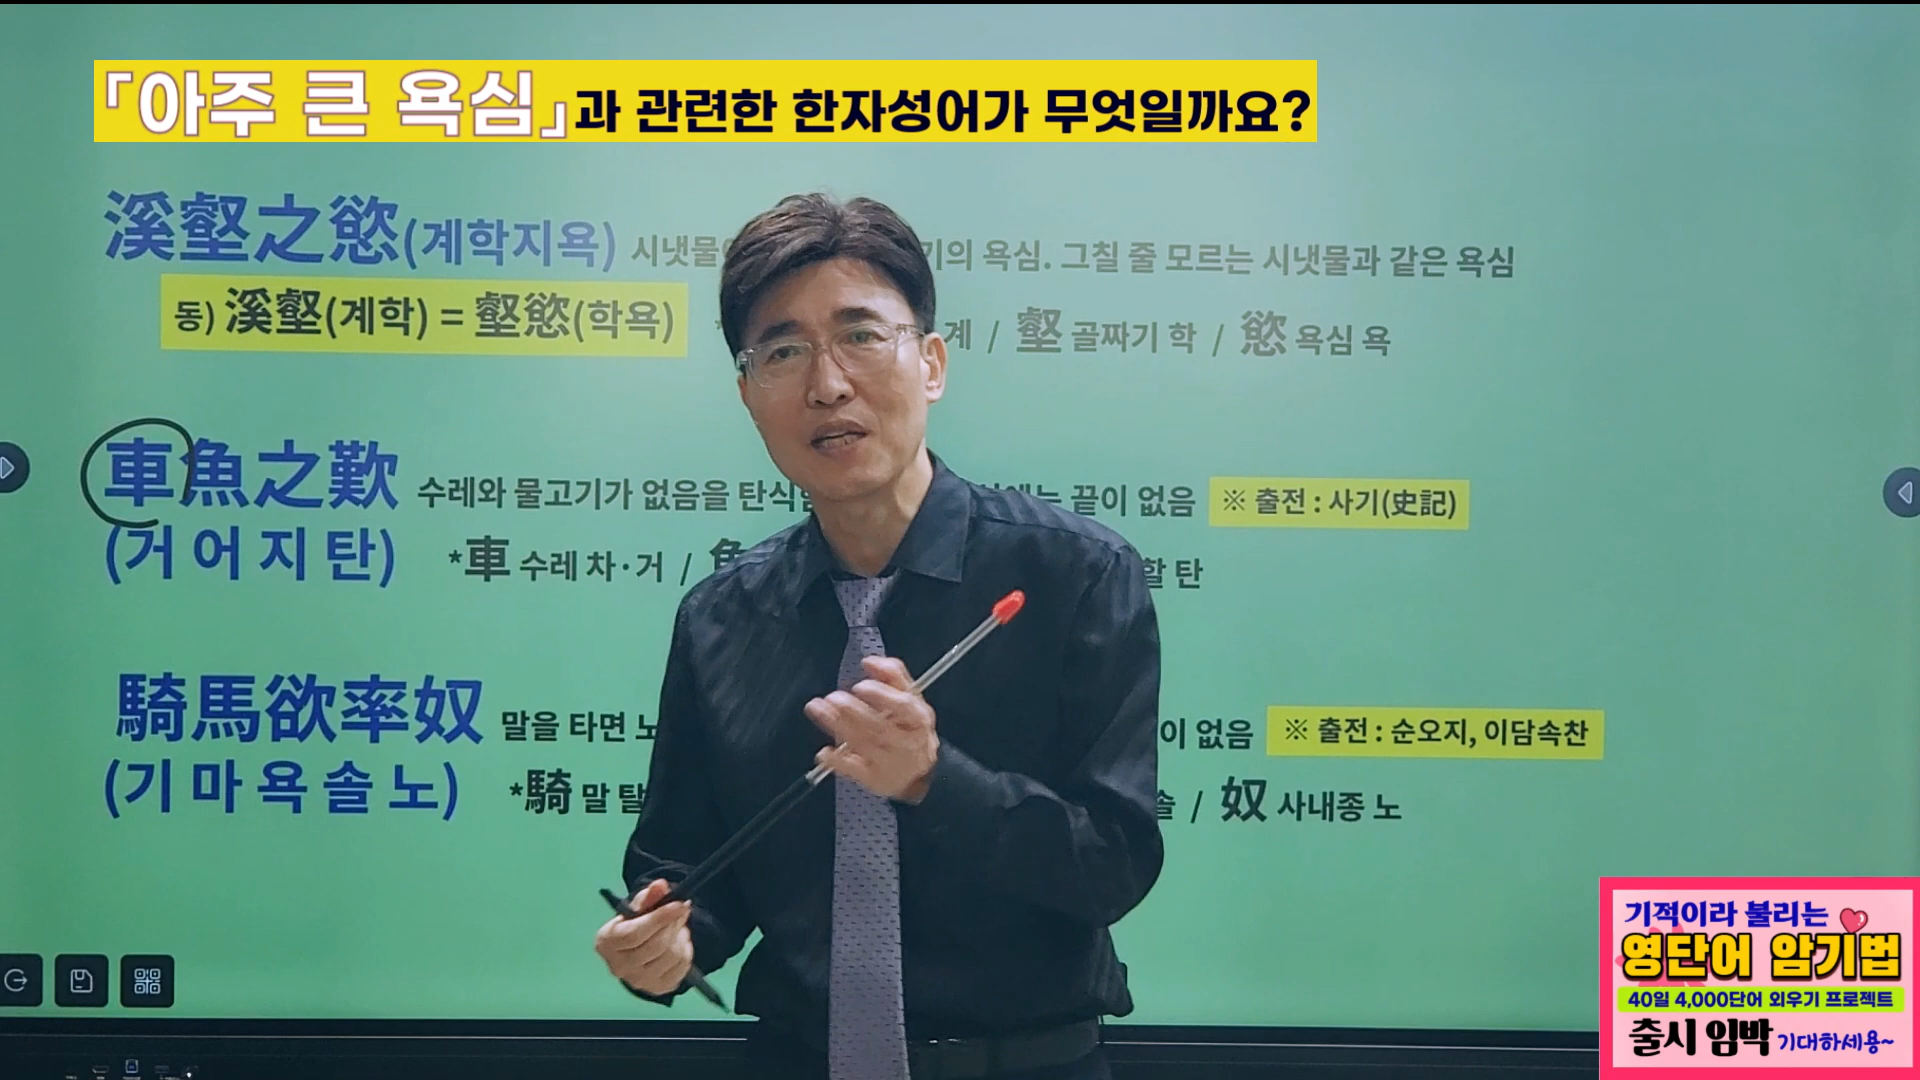 「아주 큰 욕심」과 관련한 한자성어가 무엇일까요?
溪壑之慾(계학지욕) 시냇물 기의 욕심. 그칠 줄 모르는 시냇물과 같은 욕심
동) 溪壑(계학) = 壑慾(학욕) 계 / 壑 골짜기 학 / 慾 욕심 욕
車魚之歎 수레와 물고기가 없음을 탄식 끝이 없음 ※ 출전 : 사기(史記)
(거 어 지 탄) *車 수레 차·거 / 魚 할 탄
騎馬欲率奴 말을 타면 노 이 없음 ※ 출전 : 순오지, 이담속찬
(기 마 욕 솔 노) *騎 말 탈 솔 / 奴 사내종 노
기적이라 불리는
영단어 암기법
40일 4,000단어 외우기 프로젝트
출시 임박 기대하세용~